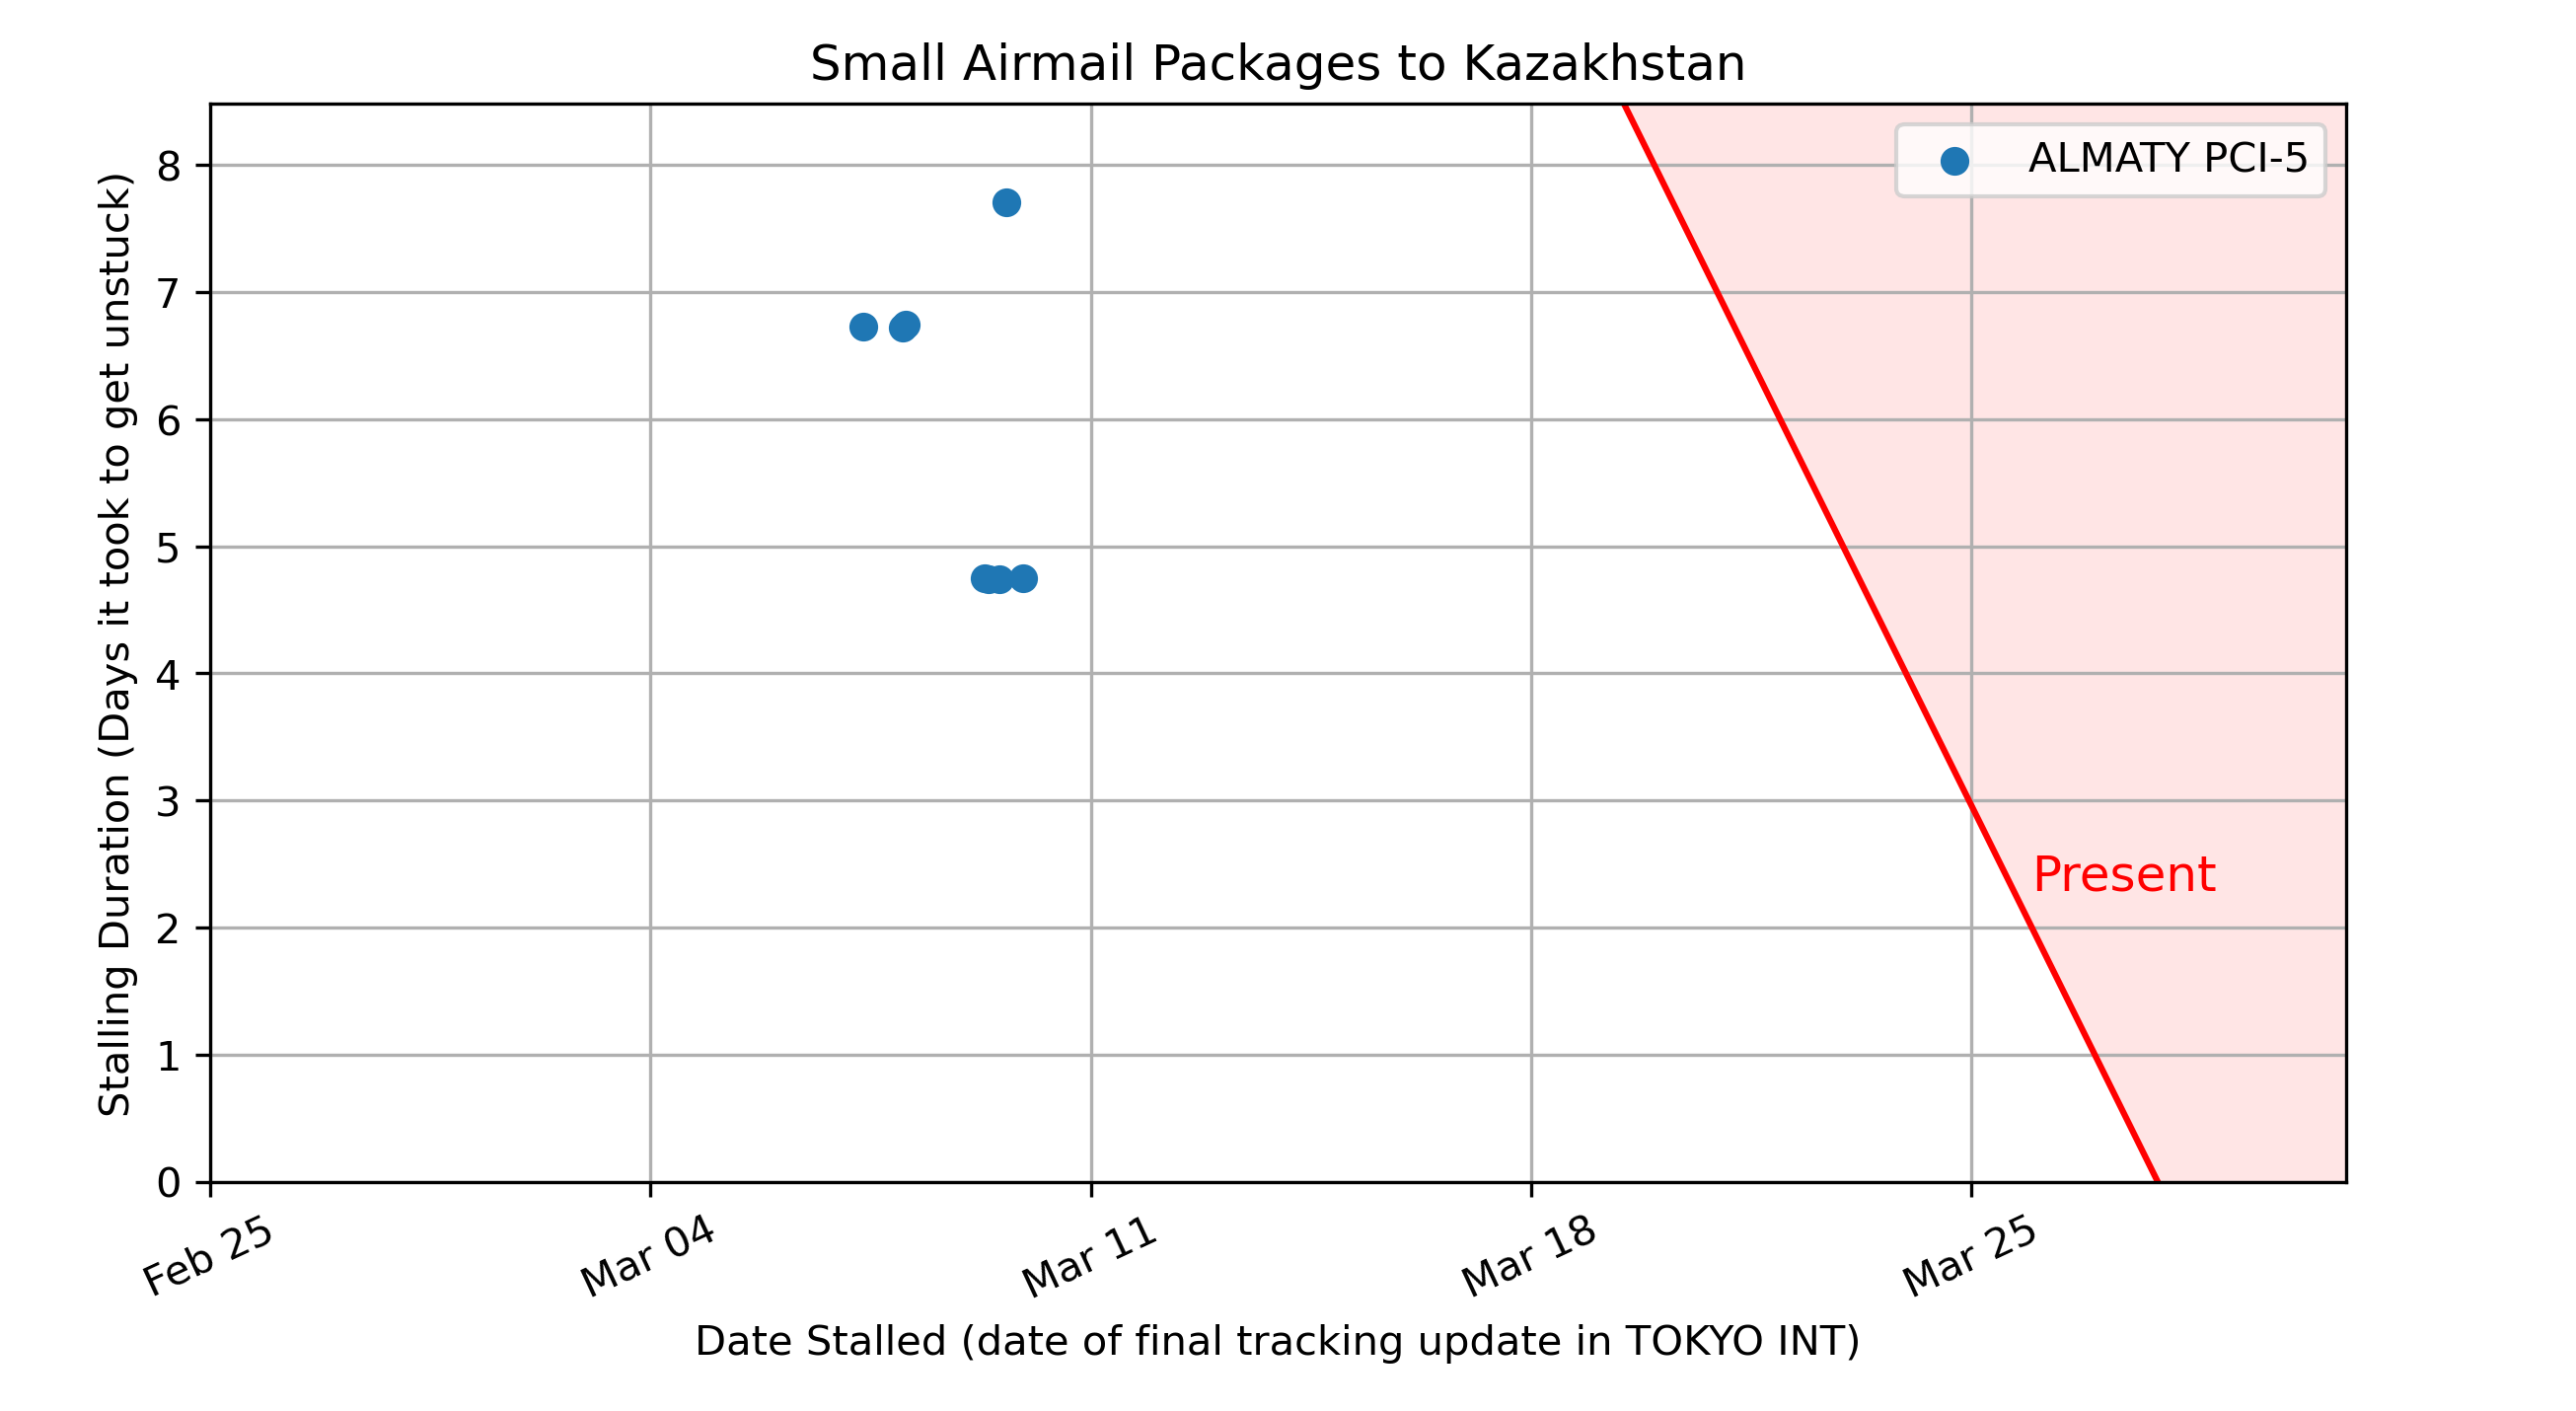 Small Airmail Packages to Kazakhstan
ALMATY PCI-5
Stalling Duration (Days it took to get unstuck)
8
7
6
5
4
3
2
1
0
Present
Feb 25
Mar 04
Mar 11
Mar 18
Mar 25
Date Stalled (date of final tracking update in TOKYO INT)